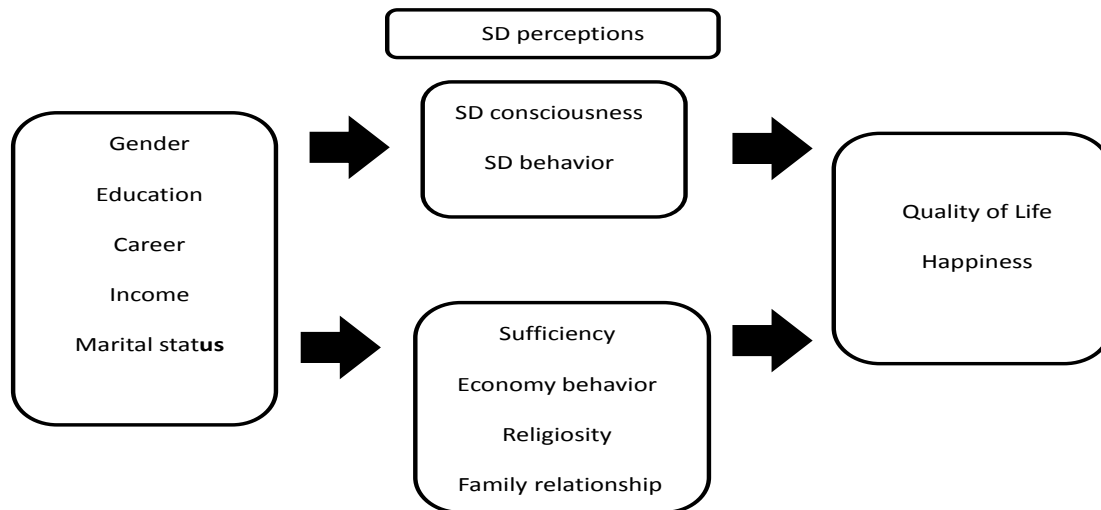 SD perceptions
Gender
Education
Career
Income
Marital status
SD consciousness
SD behavior
Sufficiency
Economy behavior
Religiosity
Family relationship
Quality of Life
Happiness